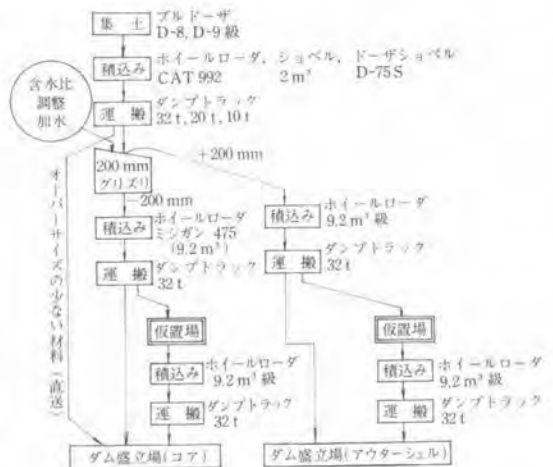 集土
ブルドーザ
D-8, D-9 級
積込み
ホイールローダ, ショベル, ドーザショベル
CAT 992 2 m³ D-75 S
含水比
調整
加水
運搬
ダンプトラック
32 t, 20 t, 10 t
+200 mm
200 mm
グリズリ
-200 mm
オーバーサイズの少ない材料(直送)
積込み
ホイールローダ
ミシガン 475
(9.2 m³)
運搬
ダンプトラック
32 t
仮置場
積込み
ホイールローダ
9.2 m³ 級
運搬
ダンプトラック
32 t
ダム盛立場(コア)
積込み
ホイールローダ
9.2 m³ 級
運搬
ダンプトラック
32 t
仮置場
積込み
ホイールローダ
9.2 m³ 級
運搬
ダンプトラック
32 t
ダム盛立場(アウターシェル)